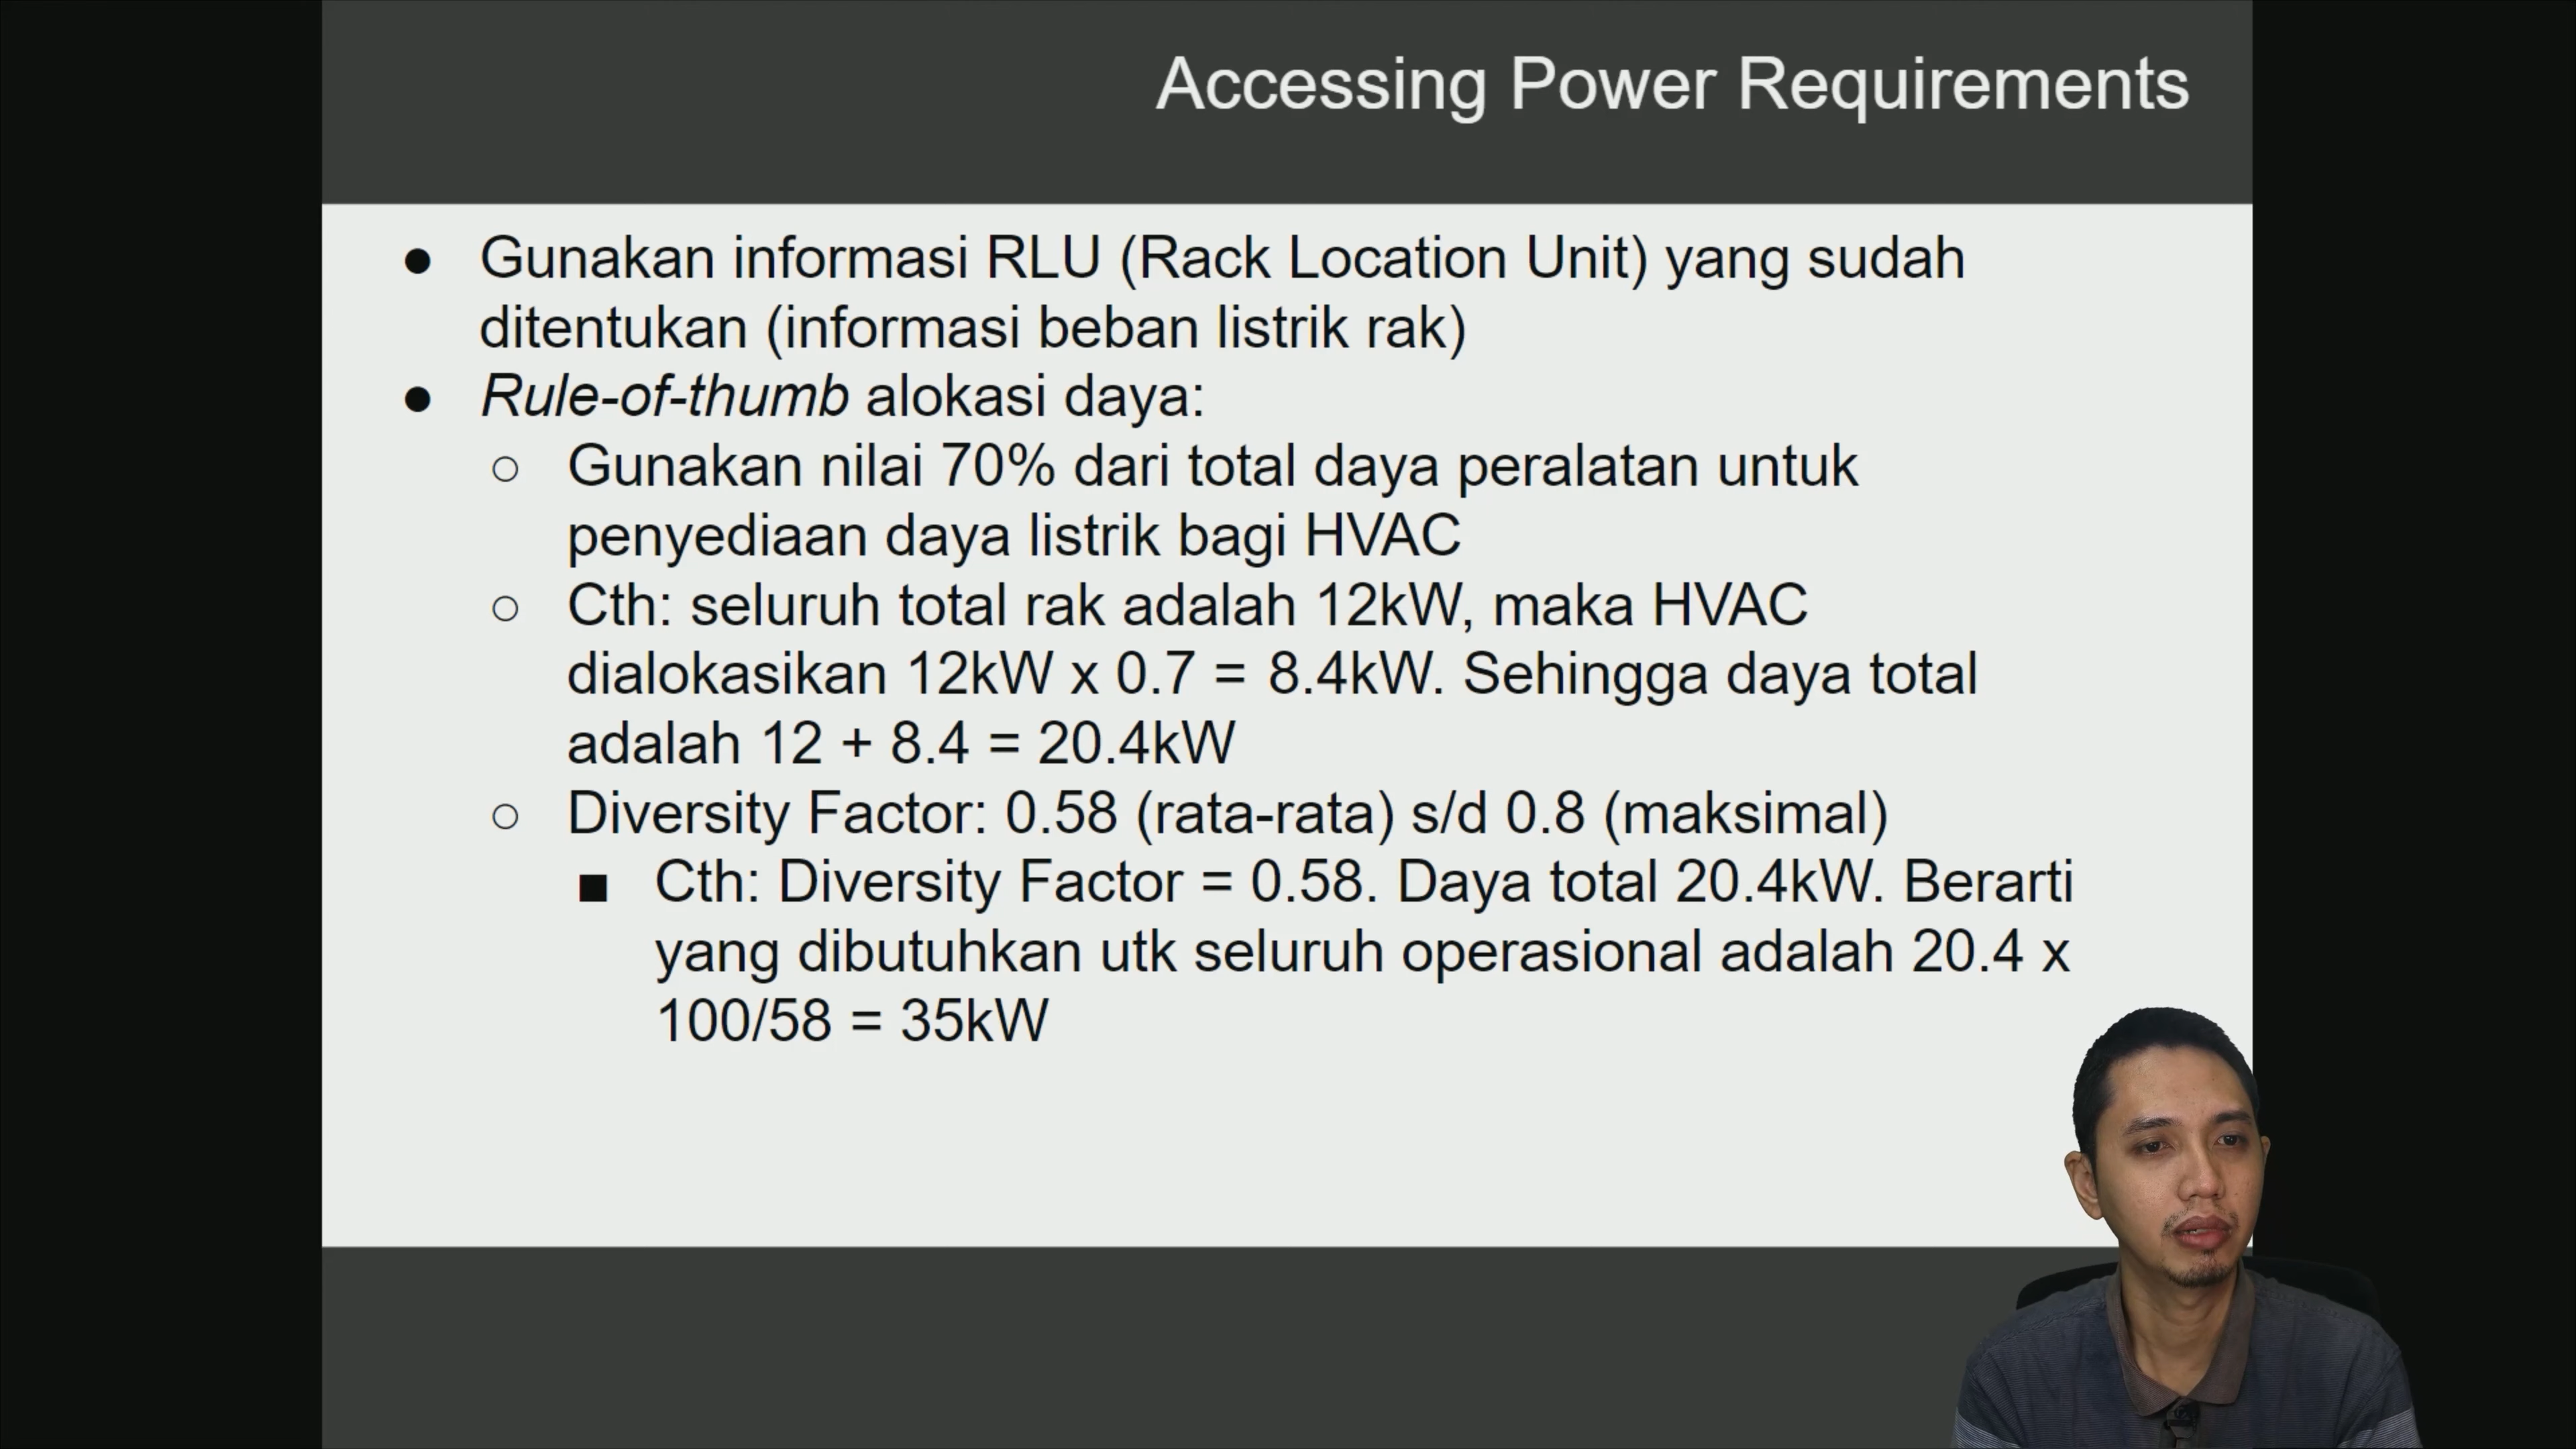 Accessing Power Requirements
● Gunakan informasi RLU (Rack Location Unit) yang sudah
ditentukan (informasi beban listrik rak)
● Rule-of-thumb alokasi daya:
○ Gunakan nilai 70% dari total daya peralatan untuk
penyediaan daya listrik bagi HVAC
○ Cth: seluruh total rak adalah 12kW, maka HVAC
dialokasikan 12kW x 0.7 = 8.4kW. Sehingga daya total
adalah 12 + 8.4 = 20.4kW
○ Diversity Factor: 0.58 (rata-rata) s/d 0.8 (maksimal)
■ Cth: Diversity Factor = 0.58. Daya total 20.4kW. Berarti
yang dibutuhkan utk seluruh operasional adalah 20.4 x
100/58 = 35kW